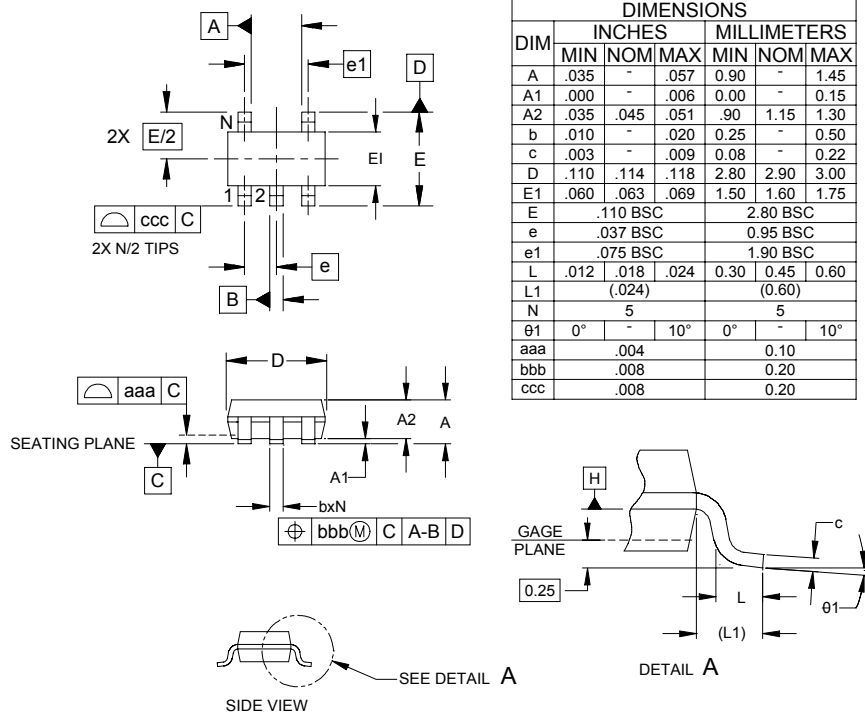 A
e1
D
2X E/2
N
EI
E
1 2
⌓ ccc C
2X N/2 TIPS
e
B
D
⌓ aaa C
A2 A
SEATING PLANE
C
A1
bxN
⌖ bbbⓂ C A-B D
SEE DETAIL A
SIDE VIEW
DIMENSIONS
DIM INCHES MILLIMETERS
MIN NOM MAX MIN NOM MAX
A .035 - .057 0.90 - 1.45
A1 .000 - .006 0.00 - 0.15
A2 .035 .045 .051 .90 1.15 1.30
b .010 - .020 0.25 - 0.50
c .003 - .009 0.08 - 0.22
D .110 .114 .118 2.80 2.90 3.00
E1 .060 .063 .069 1.50 1.60 1.75
E .110 BSC 2.80 BSC
e .037 BSC 0.95 BSC
e1 .075 BSC 1.90 BSC
L .012 .018 .024 0.30 0.45 0.60
L1 (.024) (0.60)
N 5 5
θ1 0° - 10° 0° - 10°
aaa .004 0.10
bbb .008 0.20
ccc .008 0.20
H
c
GAGE
PLANE
0.25
L
θ1
(L1)
DETAIL A